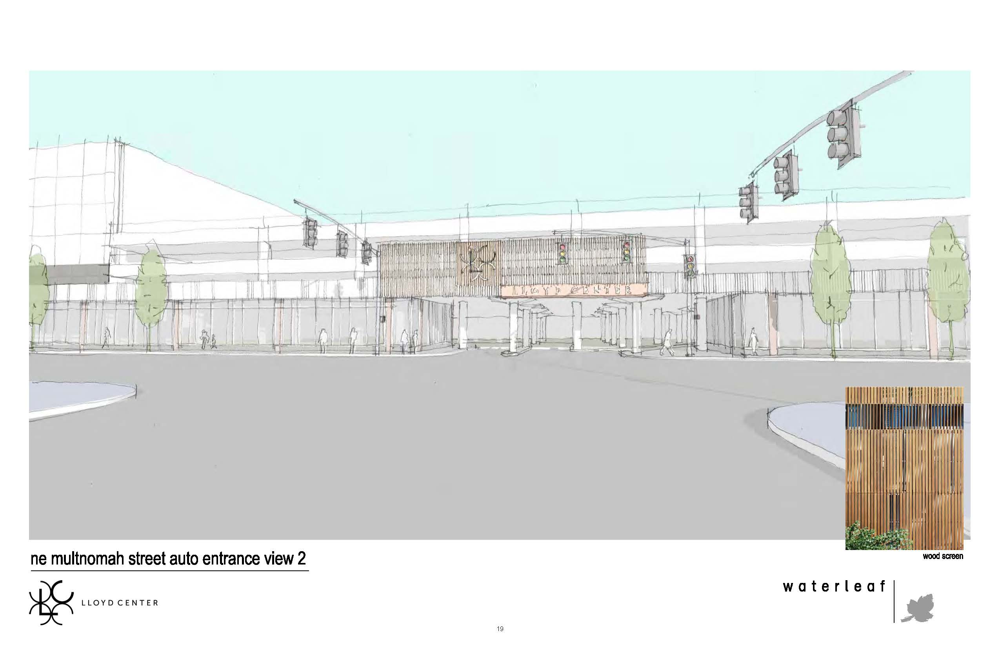 LLOYD CENTER
ne multnomah street auto entrance view 2
wood screen
LLOYD CENTER
waterleaf
19